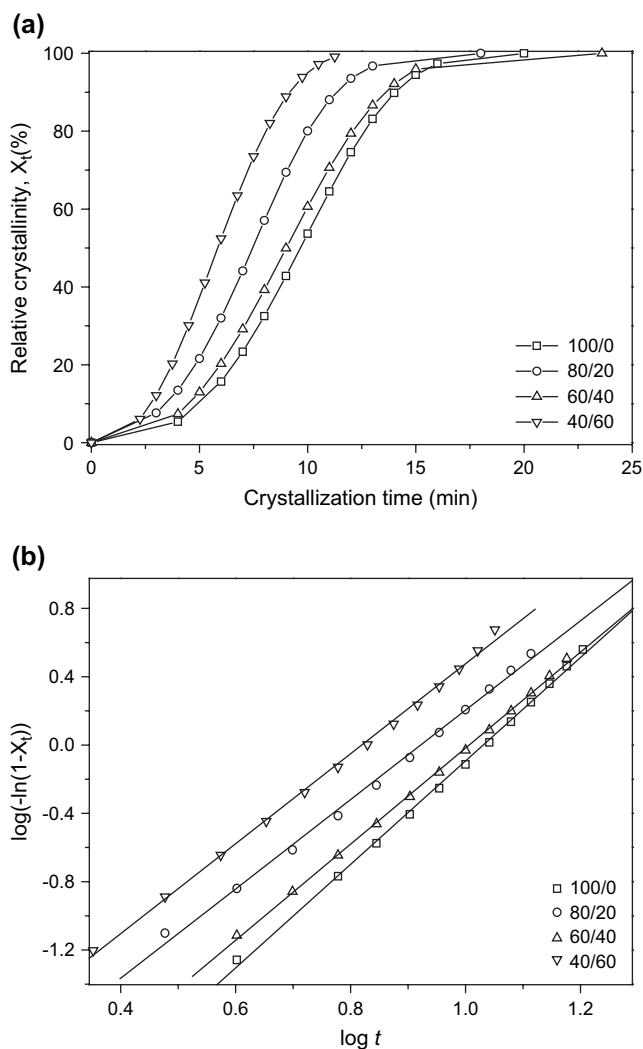 (a)
100
80
60
40
20
0
Relative crystallinity, Xt(%)
100/0
80/20
60/40
40/60
0 5 10 15 20 25
Crystallization time (min)
(b)
0.8
0.4
0.0
-0.4
-0.8
-1.2
log(-ln(1-Xt))
100/0
80/20
60/40
40/60
0.4 0.6 0.8 1.0 1.2
log t